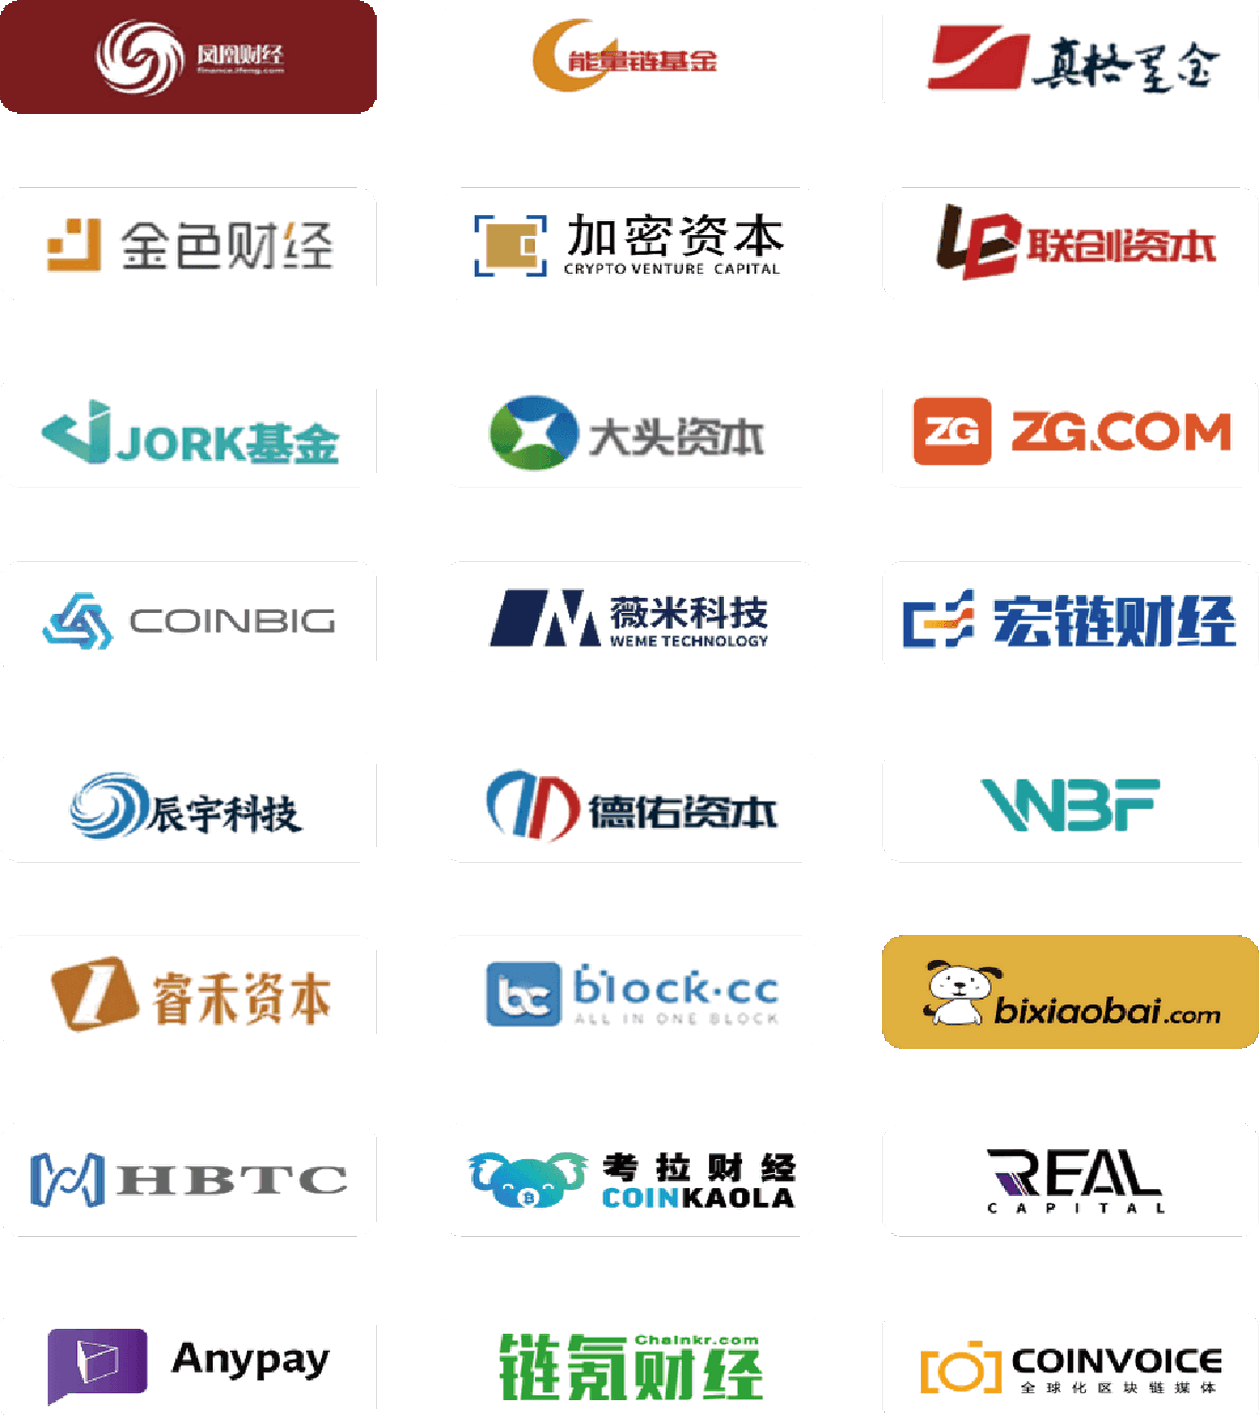 凤凰财经
finance.ifeng.com
能量链基金
真格基金
金色财经
加密资本
CRYPTO VENTURE CAPITAL
联创资本
JORK基金
大头资本
ZG ZG.COM
COINBIG
薇米科技
WEME TECHNOLOGY
宏链财经
辰宇科技
德佑资本
WBF
睿禾资本
bc block.cc
ALL IN ONE BLOCK
bixiaobai.com
HBTC
考拉财经
COINKAOLA
REAL
CAPITAL
Anypay
Chainkr.com
链氪财经
COINVOICE
全球化区块链媒体